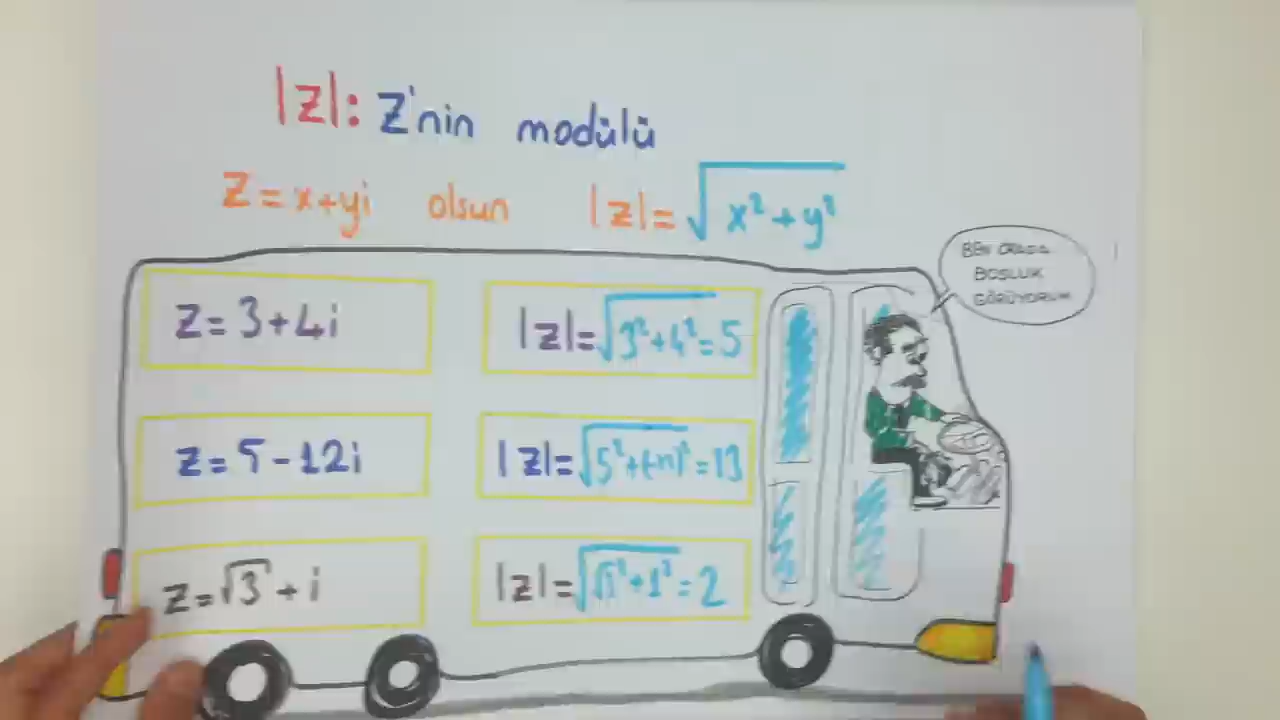 |z|: z'nin modülü
z = x+yi olsun |z| = √x²+y²
BEN ORADA
BOŞLUK
GÖRÜYORUM
z = 3+4i |z| = √3²+4² = 5
z = 5-12i |z| = √5²+(-12)² = 13
z = √3 + i |z| = √√3²+1² = 2